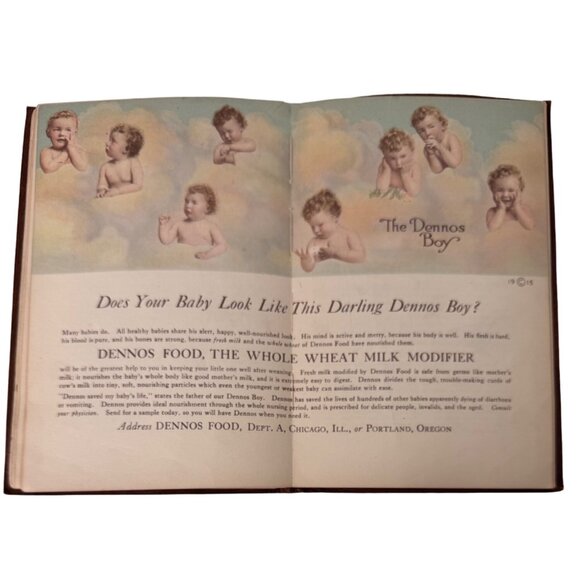 The Dennos
Boy
19 © 15
Does Your Baby Look Like This Darling Dennos Boy?
Many babies do. All healthy babies share his alert, happy, well-nourished look. His mind is active and merry, because his body is well. His flesh is hard;
his blood is pure, and his bones are strong, because fresh milk and the whole wheat of Dennos Food have nourished them.
DENNOS FOOD, THE WHOLE WHEAT MILK MODIFIER
will be of the greatest help to you in keeping your little one well after weaning. Fresh milk modified by Dennos Food is safe from germs like mother's
milk; it nourishes the baby like mother's milk, and it is extremely easy to digest. Dennos divides the tough, trouble-making curds of
cow's milk into tiny, soft, nourishing particles which even the youngest or weakest baby can assimilate with ease.
"Dennos saved my baby's life," states the father of our Dennos Boy. Dennos has saved the lives of hundreds of other babies apparently dying of diarrhoea
or vomiting. Dennos provides ideal nourishment through the whole nursing period, and is prescribed for delicate people, invalids, and the aged. Consult
your physician. Send for a sample today, so you will have Dennos when you need it.
Address DENNOS FOOD, DEPT. A, CHICAGO, ILL., or PORTLAND, OREGON